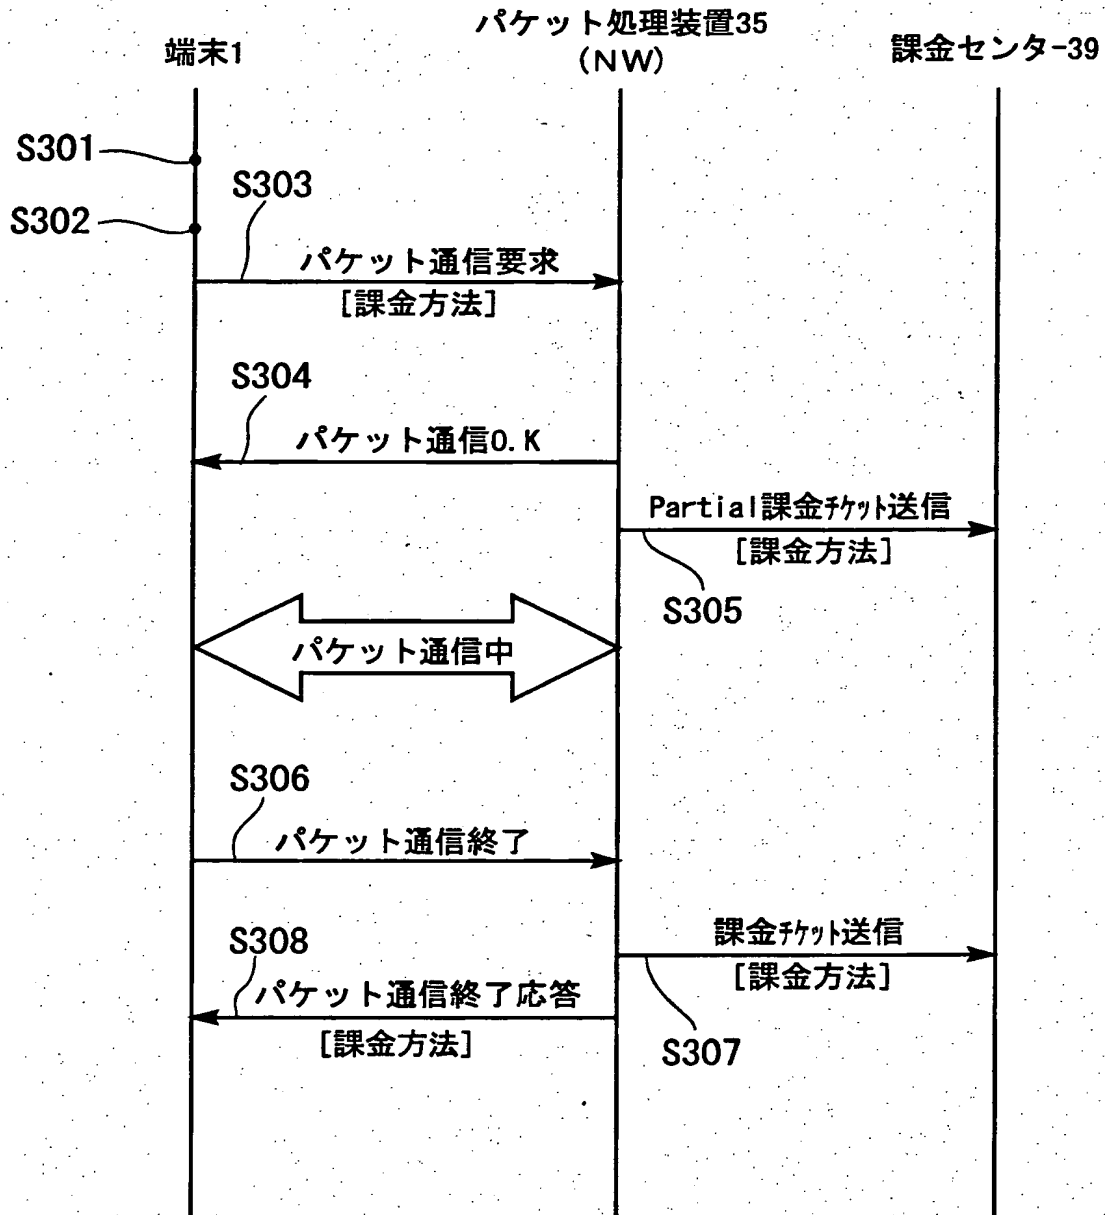 パケット処理装置35
(NW)
端末1
課金センタ-39
S301
S303
S302
パケット通信要求
[課金方法]
S304
パケット通信O.K
Partial課金ﾁｹｯﾄ送信
[課金方法]
S305
パケット通信中
S306
パケット通信終了
S308
課金ﾁｹｯﾄ送信
[課金方法]
パケット通信終了応答
[課金方法]
S307